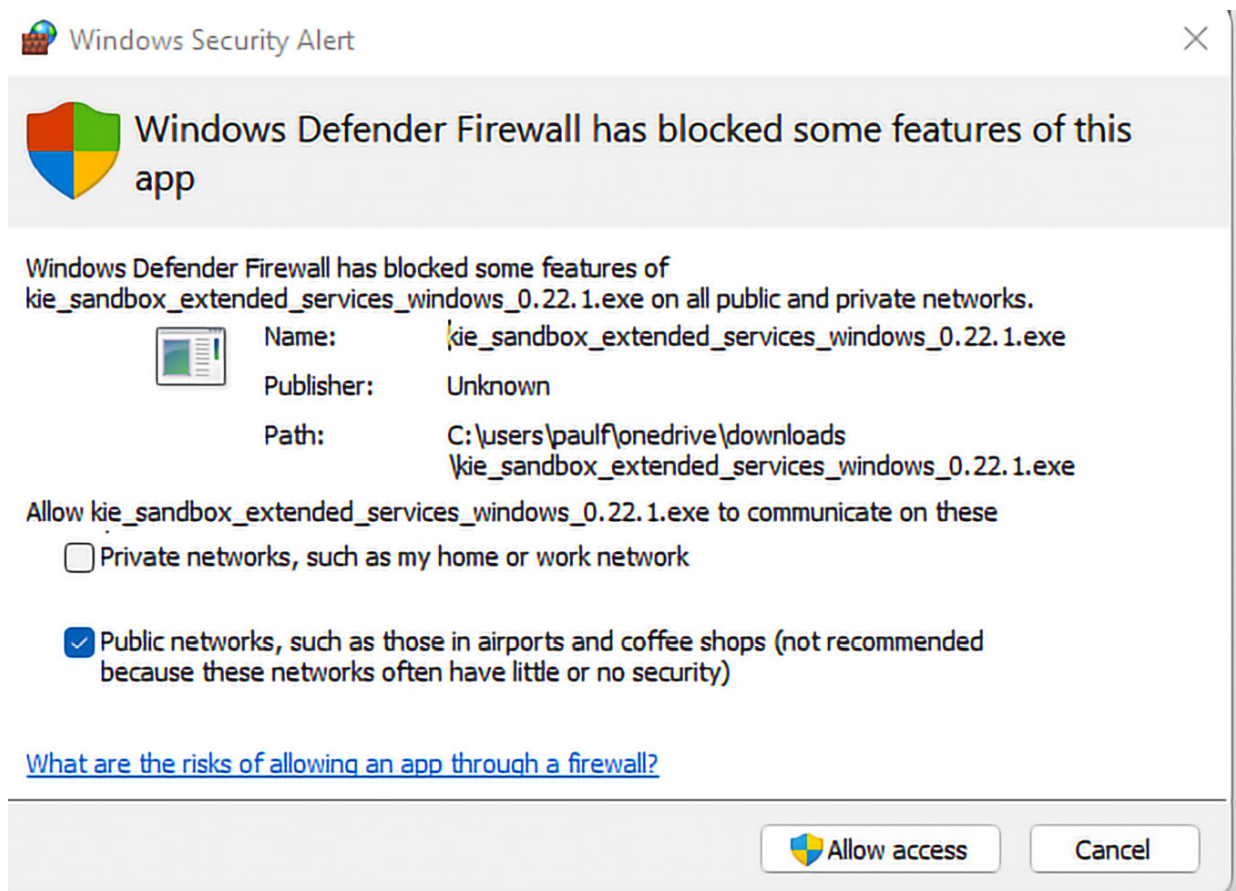 Windows Security Alert
Windows Defender Firewall has blocked some features of this
app
Windows Defender Firewall has blocked some features of
kie_sandbox_extended_services_windows_0.22.1.exe on all public and private networks.
Name: kie_sandbox_extended_services_windows_0.22.1.exe
Publisher: Unknown
Path: C:\users\paulf\onedrive\downloads
\kie_sandbox_extended_services_windows_0.22.1.exe
Allow kie_sandbox_extended_services_windows_0.22.1.exe to communicate on these
Private networks, such as my home or work network
Public networks, such as those in airports and coffee shops (not recommended
because these networks often have little or no security)
What are the risks of allowing an app through a firewall?
Allow access Cancel